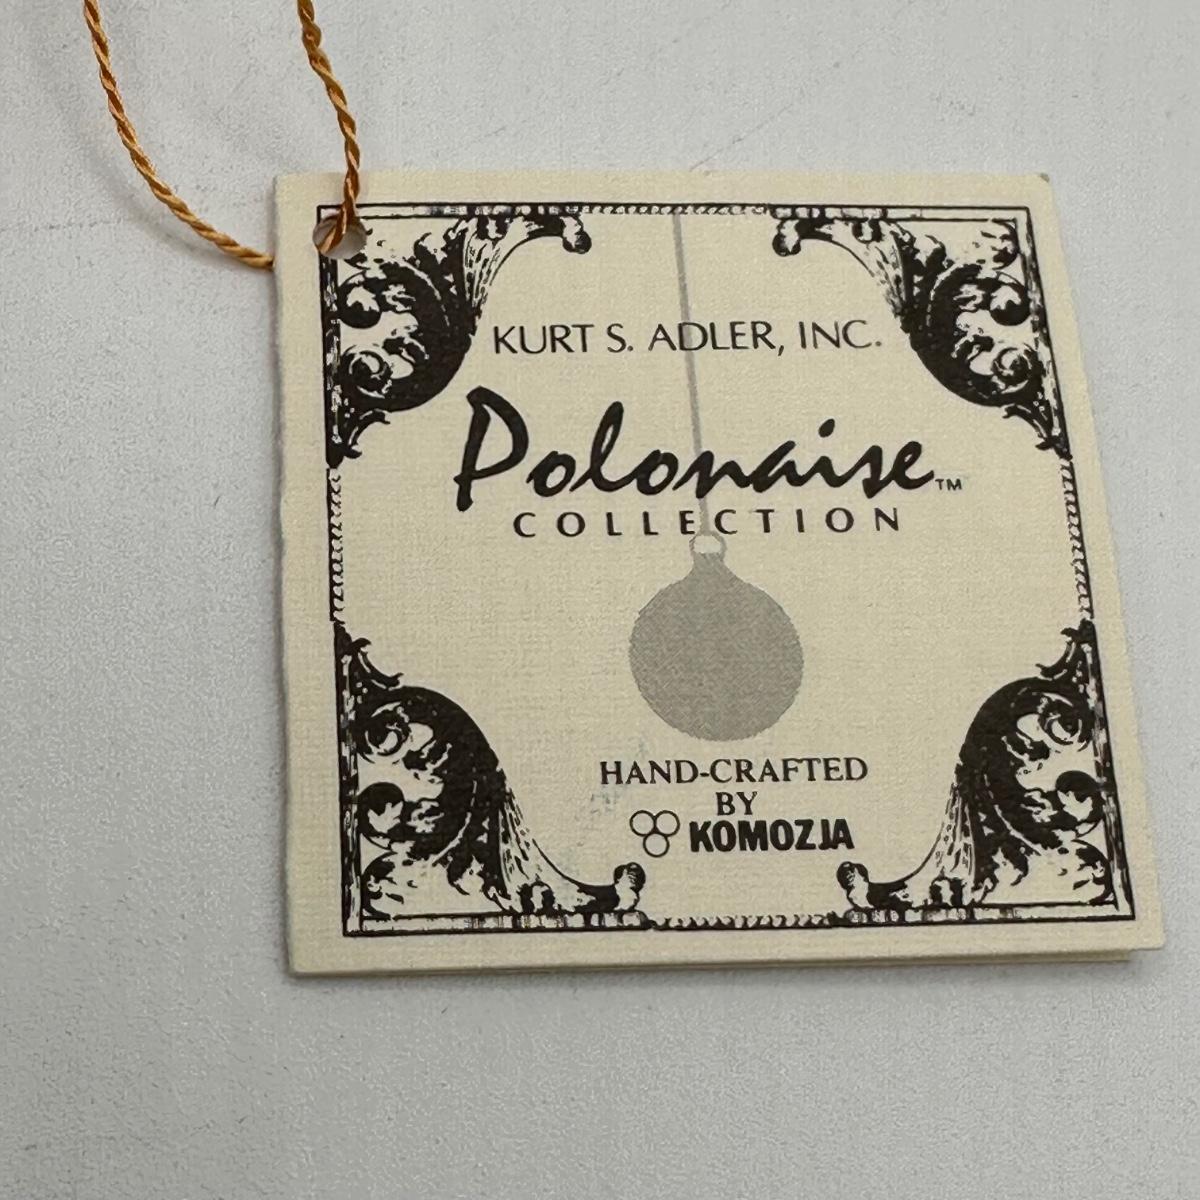 KURT S. ADLER, INC.
Polonaise™
COLLECTION
HAND-CRAFTED
BY
KOMOZJA